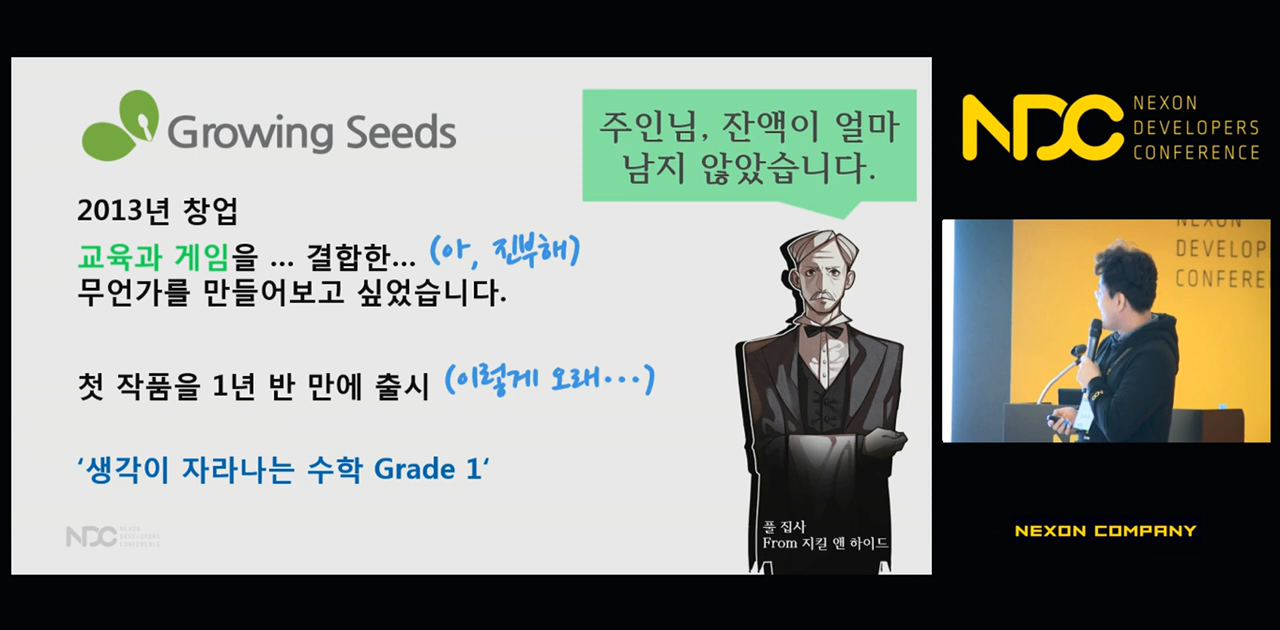 Growing Seeds
주인님, 잔액이 얼마
남지 않았습니다.
2013년 창업
교육과 게임을 ... 결합한... (아, 진부해)
무언가를 만들어보고 싶었습니다.
첫 작품을 1년 반 만에 출시 (이렇게 오래...)
‘생각이 자라나는 수학 Grade 1‘
풀 집사
From 지킬 앤 하이드
NDC NEXON
DEVELOPERS
CONFERENCE
NDC
NEXON
DEVELOPERS
CONFERENCE
NEXON
DEVELOP
CONFERE
NEXON COMPANY